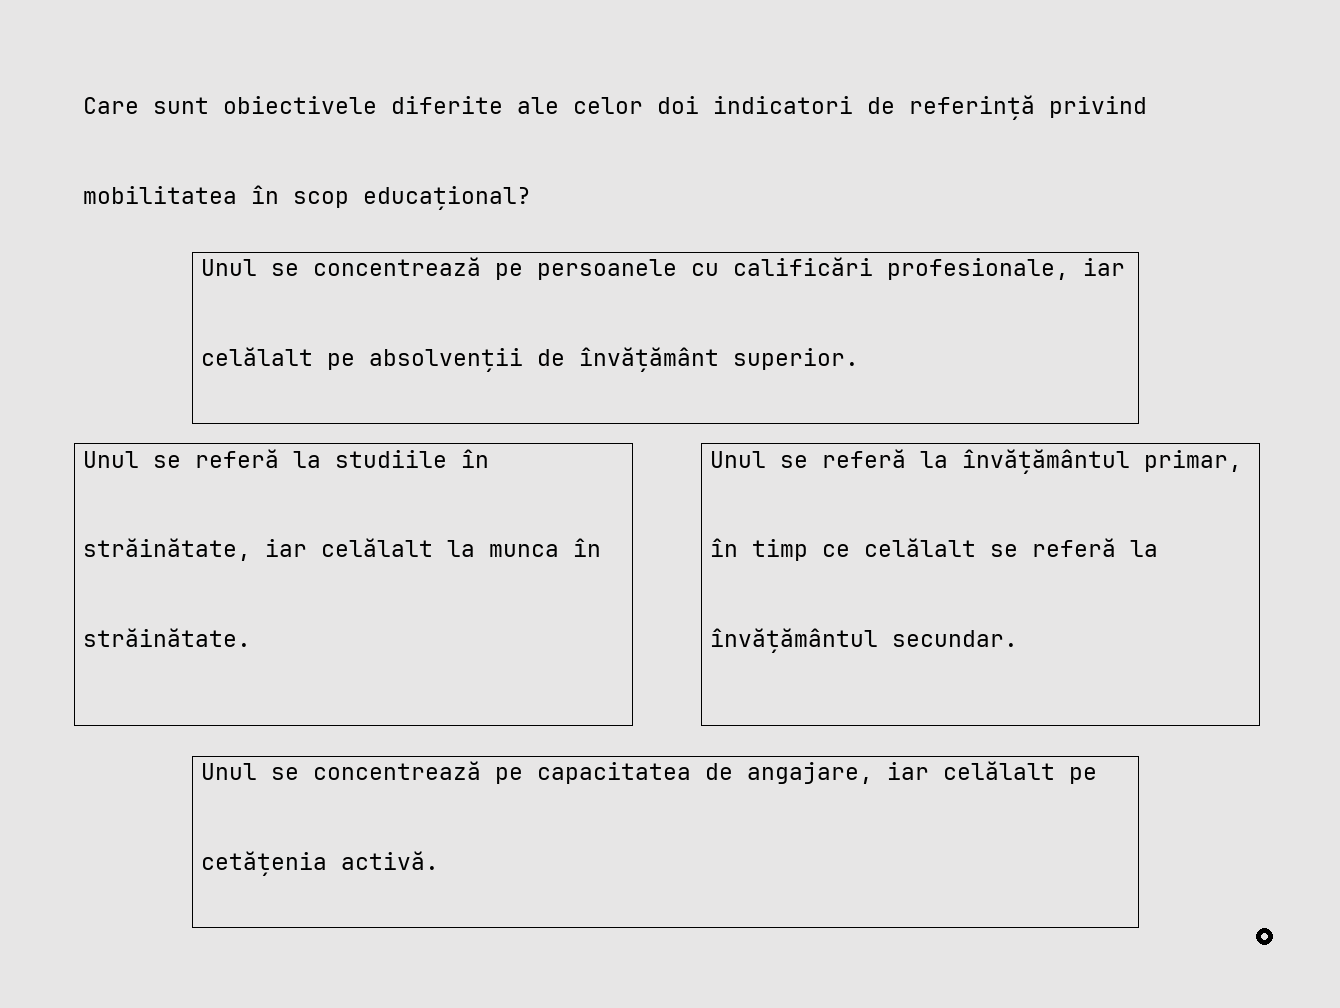 Care sunt obiectivele diferite ale celor doi indicatori de referință privind
mobilitatea în scop educațional?
Unul se concentrează pe persoanele cu calificări profesionale, iar
celălalt pe absolvenții de învățământ superior.
Unul se referă la studiile în
străinătate, iar celălalt la munca în
străinătate.
Unul se referă la învățământul primar,
în timp ce celălalt se referă la
învățământul secundar.
Unul se concentrează pe capacitatea de angajare, iar celălalt pe
cetățenia activă.